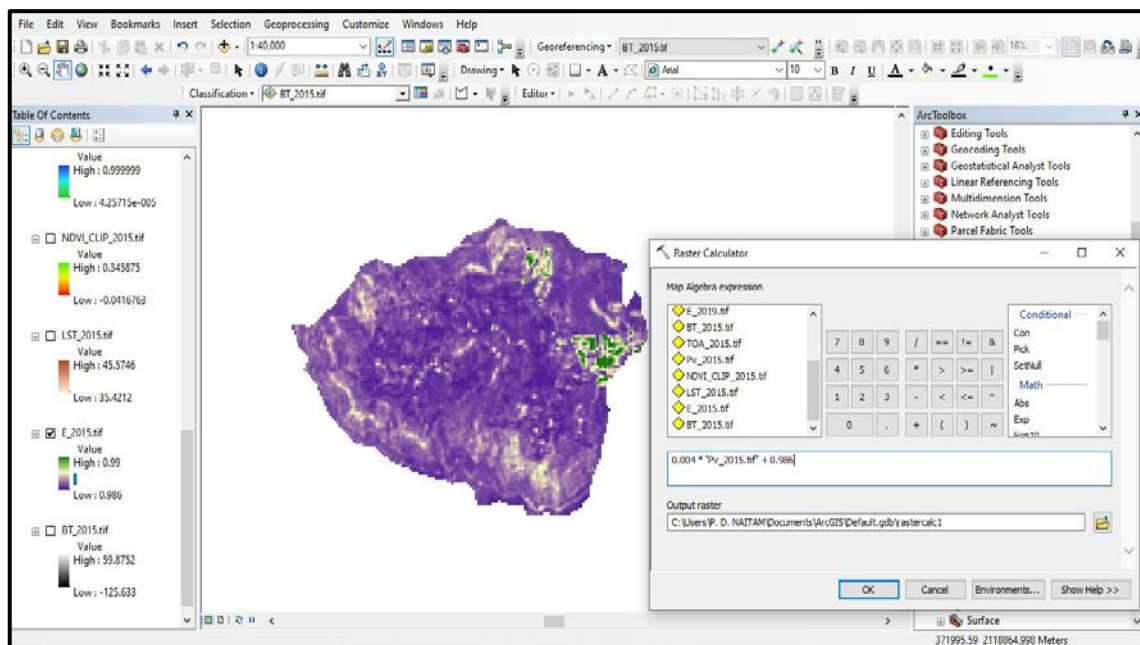 File Edit View Bookmarks Insert Selection Geoprocessing Customize Windows Help
1:40,000 Georeferencing BT_2015.tif 16%
Drawing A Arial 10 B I U A
Classification BT_2015.tif Editor
Table Of Contents
Value
High : 0.999999
Low : 4.25715e-005
NDVI_CLIP_2015.tif
Value
High : 0.345875
Low : -0.0416763
LST_2015.tif
Value
High : 45.5746
Low : 35.4212
E_2015.tif
Value
High : 0.99
Low : 0.986
BT_2015.tif
Value
High : 59.8752
Low : -125.633
ArcToolbox
Editing Tools
Geocoding Tools
Geostatistical Analyst Tools
Linear Referencing Tools
Multidimension Tools
Network Analyst Tools
Parcel Fabric Tools
Raster Calculator
Map Algebra expression
E_2019.tif
BT_2015.tif
TOA_2015.tif
Pv_2015.tif
NDVI_CLIP_2015.tif
LST_2015.tif
E_2015.tif
BT_2015.tif
7 8 9 / == != &
4 5 6 * > >= |
1 2 3 - < <= ^
0 . + ( ) ~
Conditional
Con
Pick
SetNull
Math
Abs
Exp
Exp10
0.004 * "Pv_2015.tif" + 0.986
Output raster
C:\Users\P. D. NAITAM\Documents\ArcGIS\Default.gdb\rastercalc1
OK Cancel Environments... Show Help >>
Surface
371995.59 2118864.998 Meters